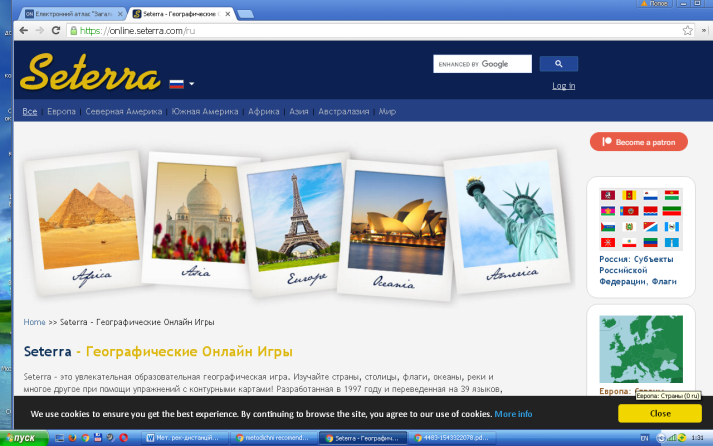 Попов
Електронний атлас "Загальн
Seterra - Географические О
https://online.seterra.com/ru
Seterra
ENHANCED BY Google
Log in
Все | Европа | Северная Америка | Южная Америка | Африка | Азия | Австралазия | Мир
Become a patron
Africa
Asia
Europe
Oceania
America
Россия: Субъекты
Российской
Федерации, Флаги
Home >> Seterra - Географические Онлайн Игры
Seterra - Географические Онлайн Игры
Seterra - это увлекательная образовательная географическая игра. Изучайте страны, столицы, флаги, океаны, реки и
многое другое при помощи упражнений с контурными картами! Разработанная в 1997 году и переведенная на 39 языков,
Европа: Страны
Европа: Страны (0 ru)
We use cookies to ensure you get the best experience. By continuing to browse the site, you agree to our use of cookies. More info
Close
пуск
Мет. рек-дистанцій...
metodichni recomend...
Seterra - Географич...
4483-1543322078.pd...
EN
1:31